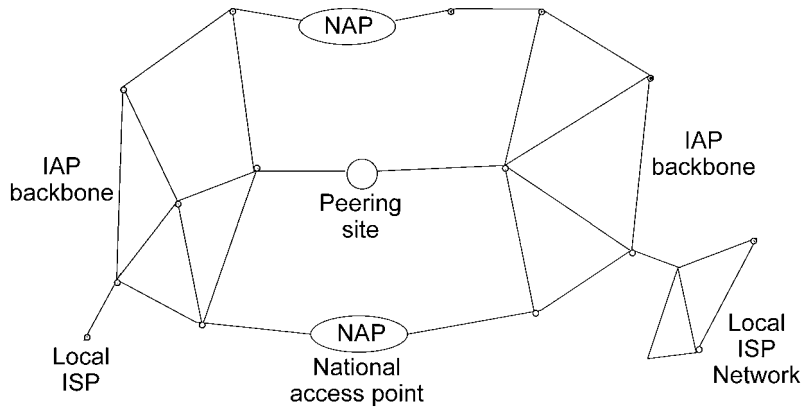 NAP
IAP
backbone
IAP
backbone
Peering
site
NAP
National
access point
Local
ISP
Local
ISP
Network